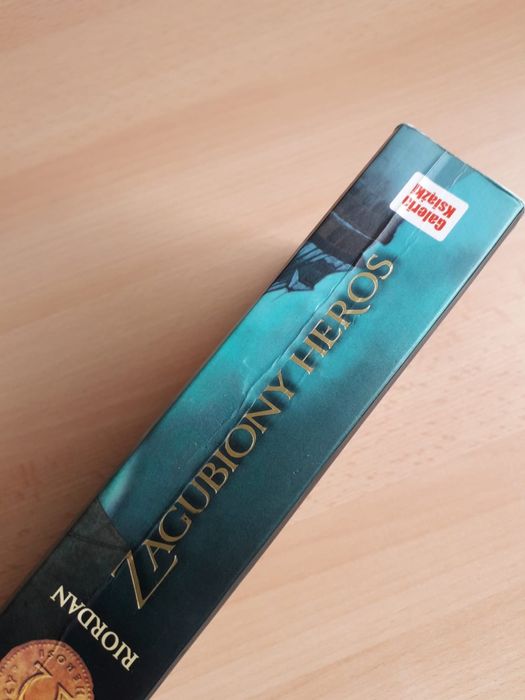 Galeria
Książki
ZAGUBIONY HEROS
RIORDAN